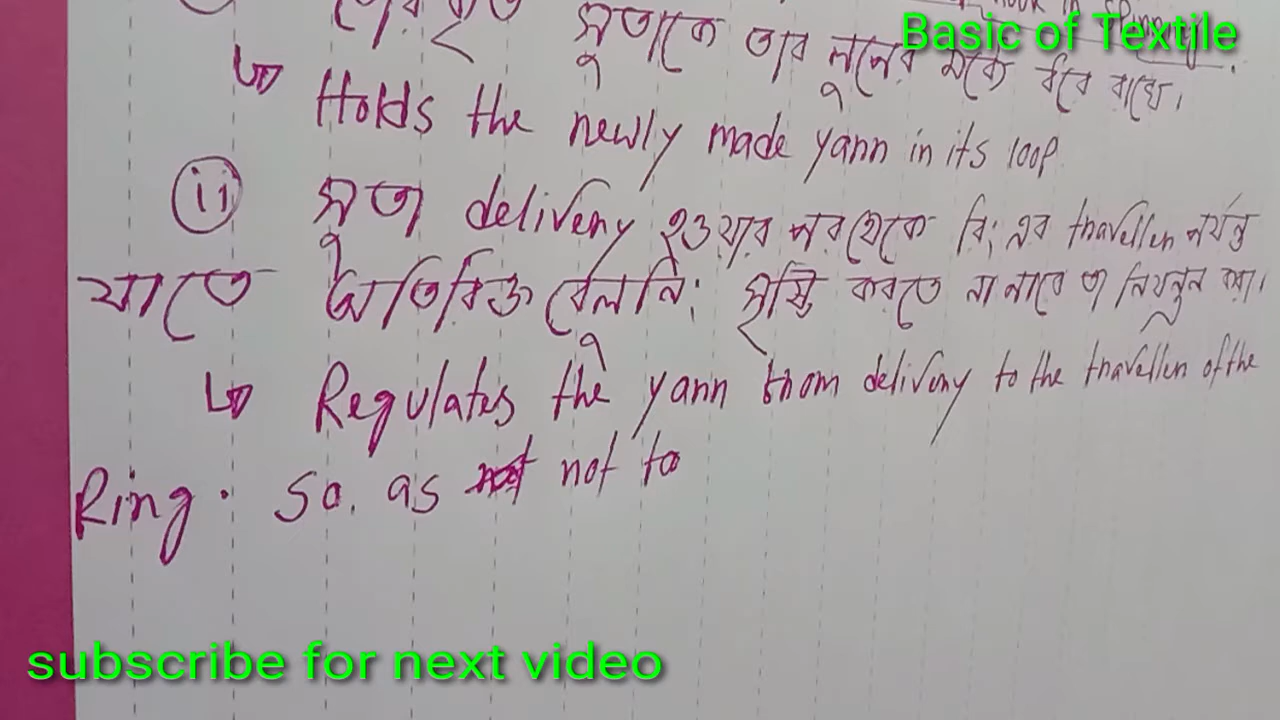 সুতাকে তার লুপের মধ্যে ধরে রাখে।
Basic of Textile
↳ Holds the newly made yarn in its loop
ii সুতা delivery হওয়ার পর থেকে রিং এর traveller পর্যন্ত
যাতে অতিরিক্ত বেলুনিং সৃষ্টি করতে না পারে তা নিয়ন্ত্রন করা।
↳ Regulates the yarn from delivery to the traveller of the
Ring. So. as not to
subscribe for next video